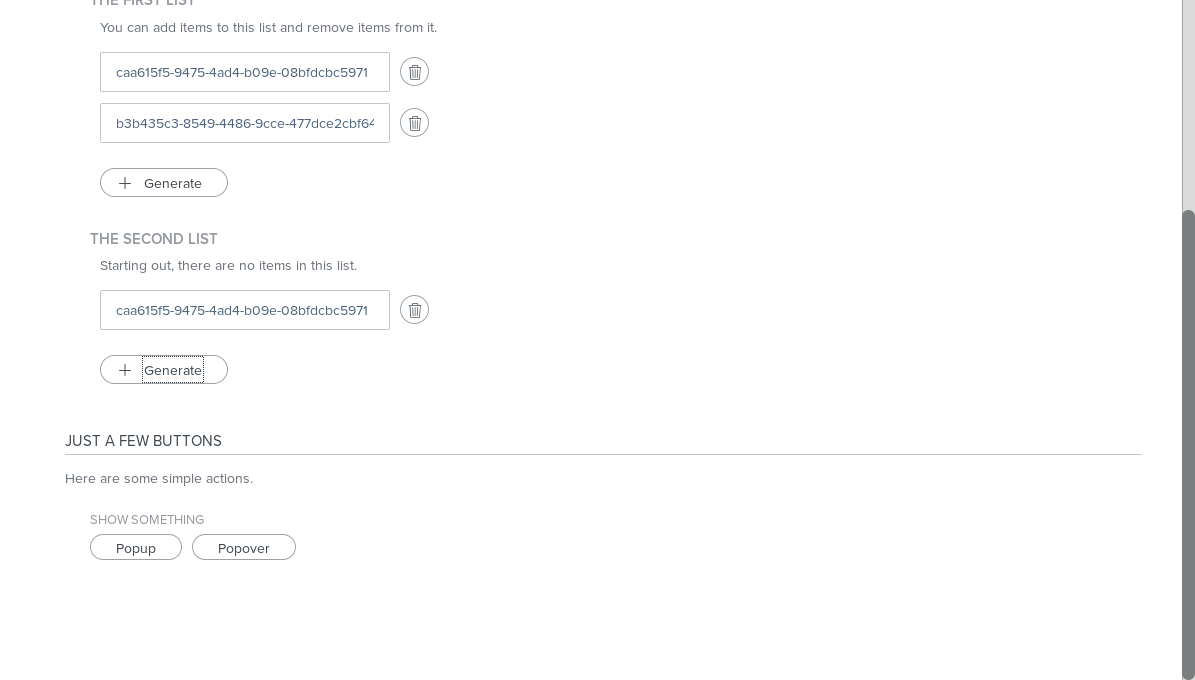 THE FIRST LIST
You can add items to this list and remove items from it.
caa615f5-9475-4ad4-b09e-08bfdcbc5971
b3b435c3-8549-4486-9cce-477dce2cbf64
Generate
THE SECOND LIST
Starting out, there are no items in this list.
caa615f5-9475-4ad4-b09e-08bfdcbc5971
Generate
JUST A FEW BUTTONS
Here are some simple actions.
SHOW SOMETHING
Popup Popover